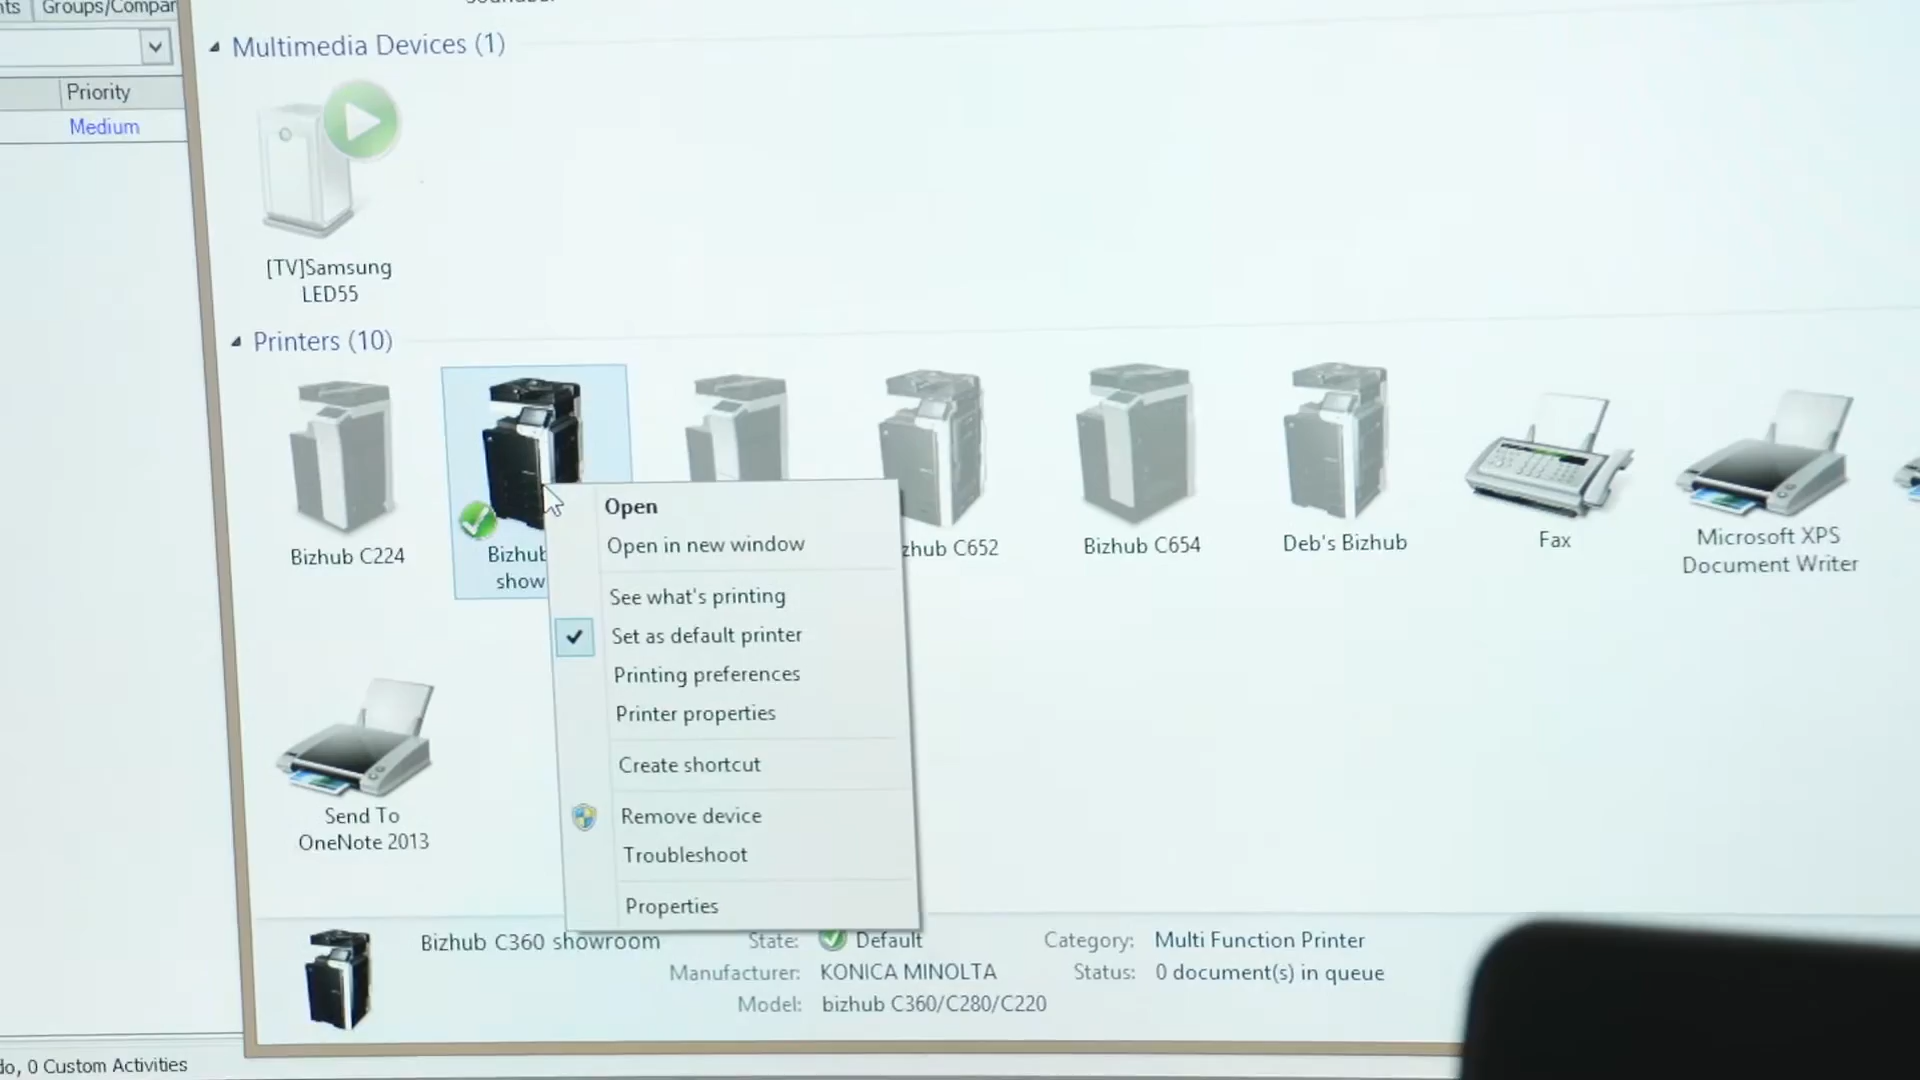 Groups/Compar
Priority
Medium
Multimedia Devices (1)
[TV]Samsung
LED55
Printers (10)
Bizhub C224
Bizhub
show
zhub C652
Bizhub C654
Deb's Bizhub
Fax
Microsoft XPS
Document Writer
Open
Open in new window
See what's printing
Set as default printer
Printing preferences
Printer properties
Create shortcut
Remove device
Troubleshoot
Properties
Send To
OneNote 2013
Bizhub C360 showroom
State: Default
Category: Multi Function Printer
Manufacturer: KONICA MINOLTA
Status: 0 document(s) in queue
Model: bizhub C360/C280/C220
do, 0 Custom Activities